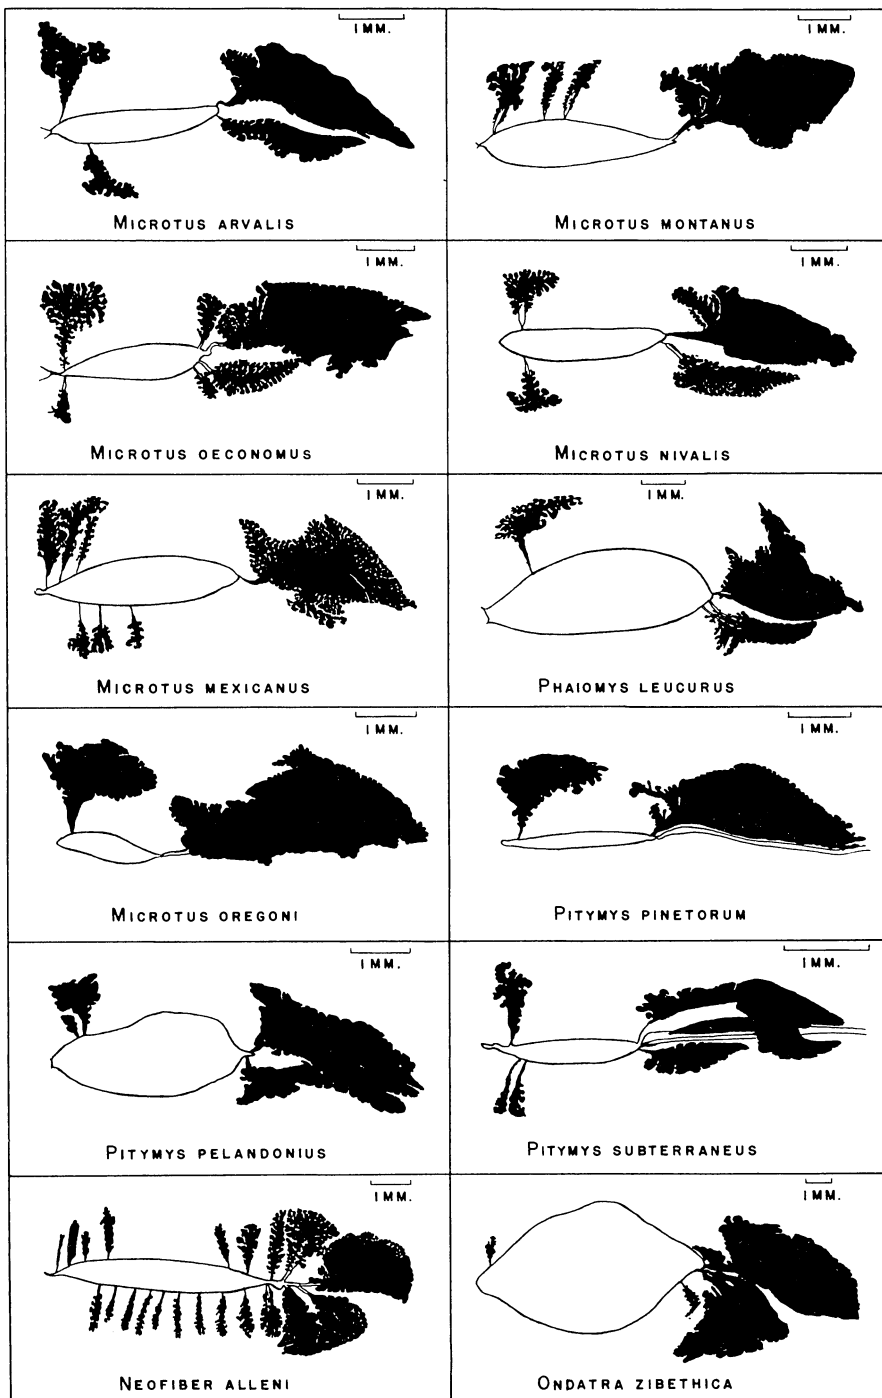 1 MM.
MICROTUS ARVALIS
1 MM.
MICROTUS MONTANUS
1 MM.
MICROTUS OECONOMUS
1 MM.
MICROTUS NIVALIS
1 MM.
MICROTUS MEXICANUS
1 MM.
PHAIOMYS LEUCURUS
1 MM.
MICROTUS OREGONI
1 MM.
PITYMYS PINETORUM
1 MM.
PITYMYS PELANDONIUS
1 MM.
PITYMYS SUBTERRANEUS
1 MM.
NEOFIBER ALLENI
1 MM.
ONDATRA ZIBETHICA